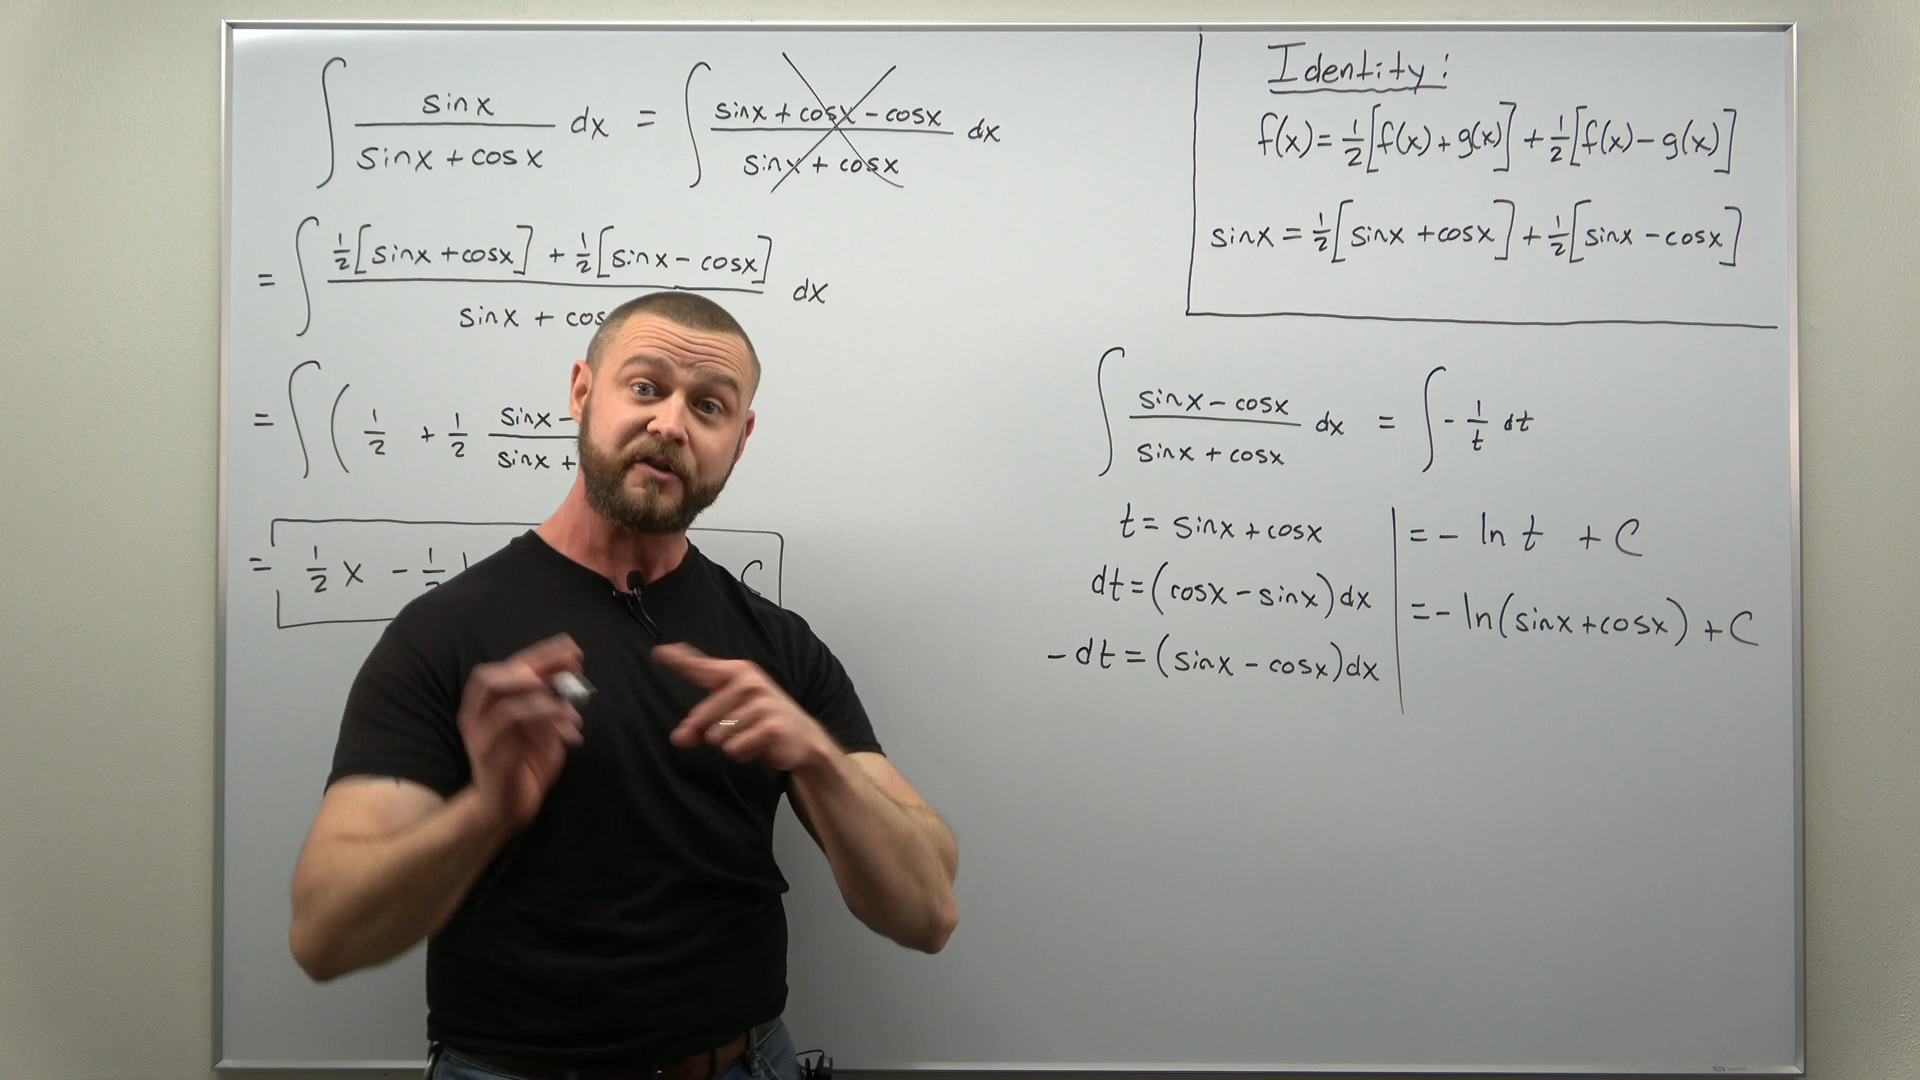 ∫ sinx / (sinx + cosx) dx = ∫ (sinx + cosx - cosx) / (sinx + cosx) dx
= ∫ (½[sinx + cosx] + ½[sinx - cosx]) / (sinx + cos dx
= ∫ ( ½ + ½ sinx - / sinx +
= ½ x - ½ C
Identity:
f(x) = ½[f(x) + g(x)] + ½[f(x) - g(x)]
sinx = ½[sinx + cosx] + ½[sinx - cosx]
∫ (sinx - cosx) / (sinx + cosx) dx = ∫ - 1/t dt
t = sinx + cosx
dt = (cosx - sinx)dx
-dt = (sinx - cosx)dx
= - ln t + C
= - ln(sinx + cosx) + C